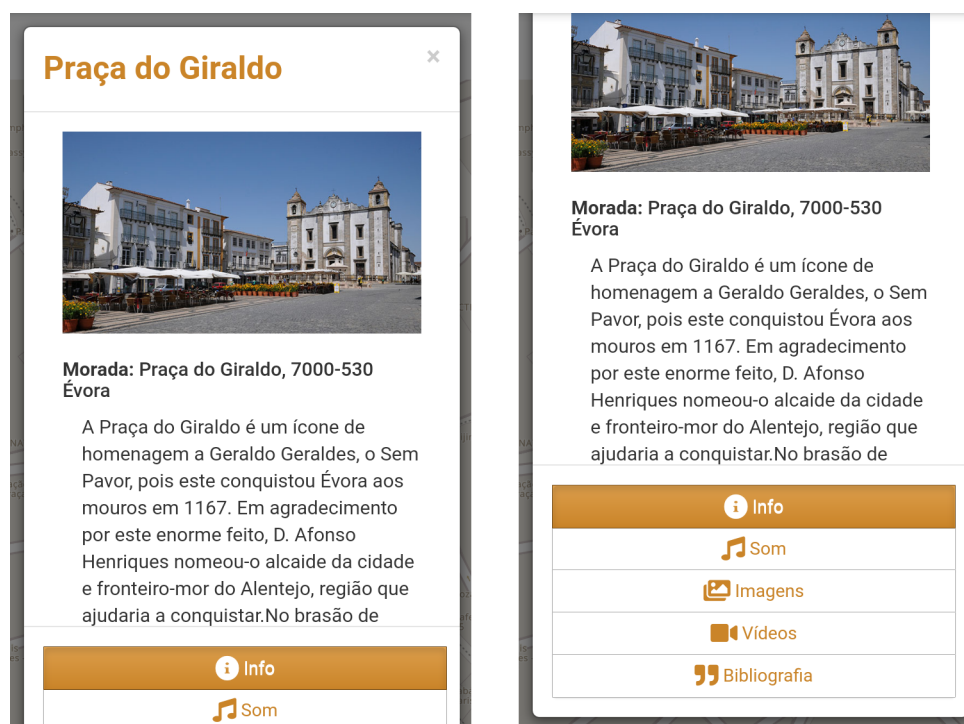 Praça do Giraldo
×
Morada: Praça do Giraldo, 7000-530
Évora
A Praça do Giraldo é um ícone de
homenagem a Geraldo Geraldes, o Sem
Pavor, pois este conquistou Évora aos
mouros em 1167. Em agradecimento
por este enorme feito, D. Afonso
Henriques nomeou-o alcaide da cidade
e fronteiro-mor do Alentejo, região que
ajudaria a conquistar.No brasão de
Info
Som
Morada: Praça do Giraldo, 7000-530
Évora
A Praça do Giraldo é um ícone de
homenagem a Geraldo Geraldes, o Sem
Pavor, pois este conquistou Évora aos
mouros em 1167. Em agradecimento
por este enorme feito, D. Afonso
Henriques nomeou-o alcaide da cidade
e fronteiro-mor do Alentejo, região que
ajudaria a conquistar.No brasão de
Info
Som
Imagens
Vídeos
Bibliografia